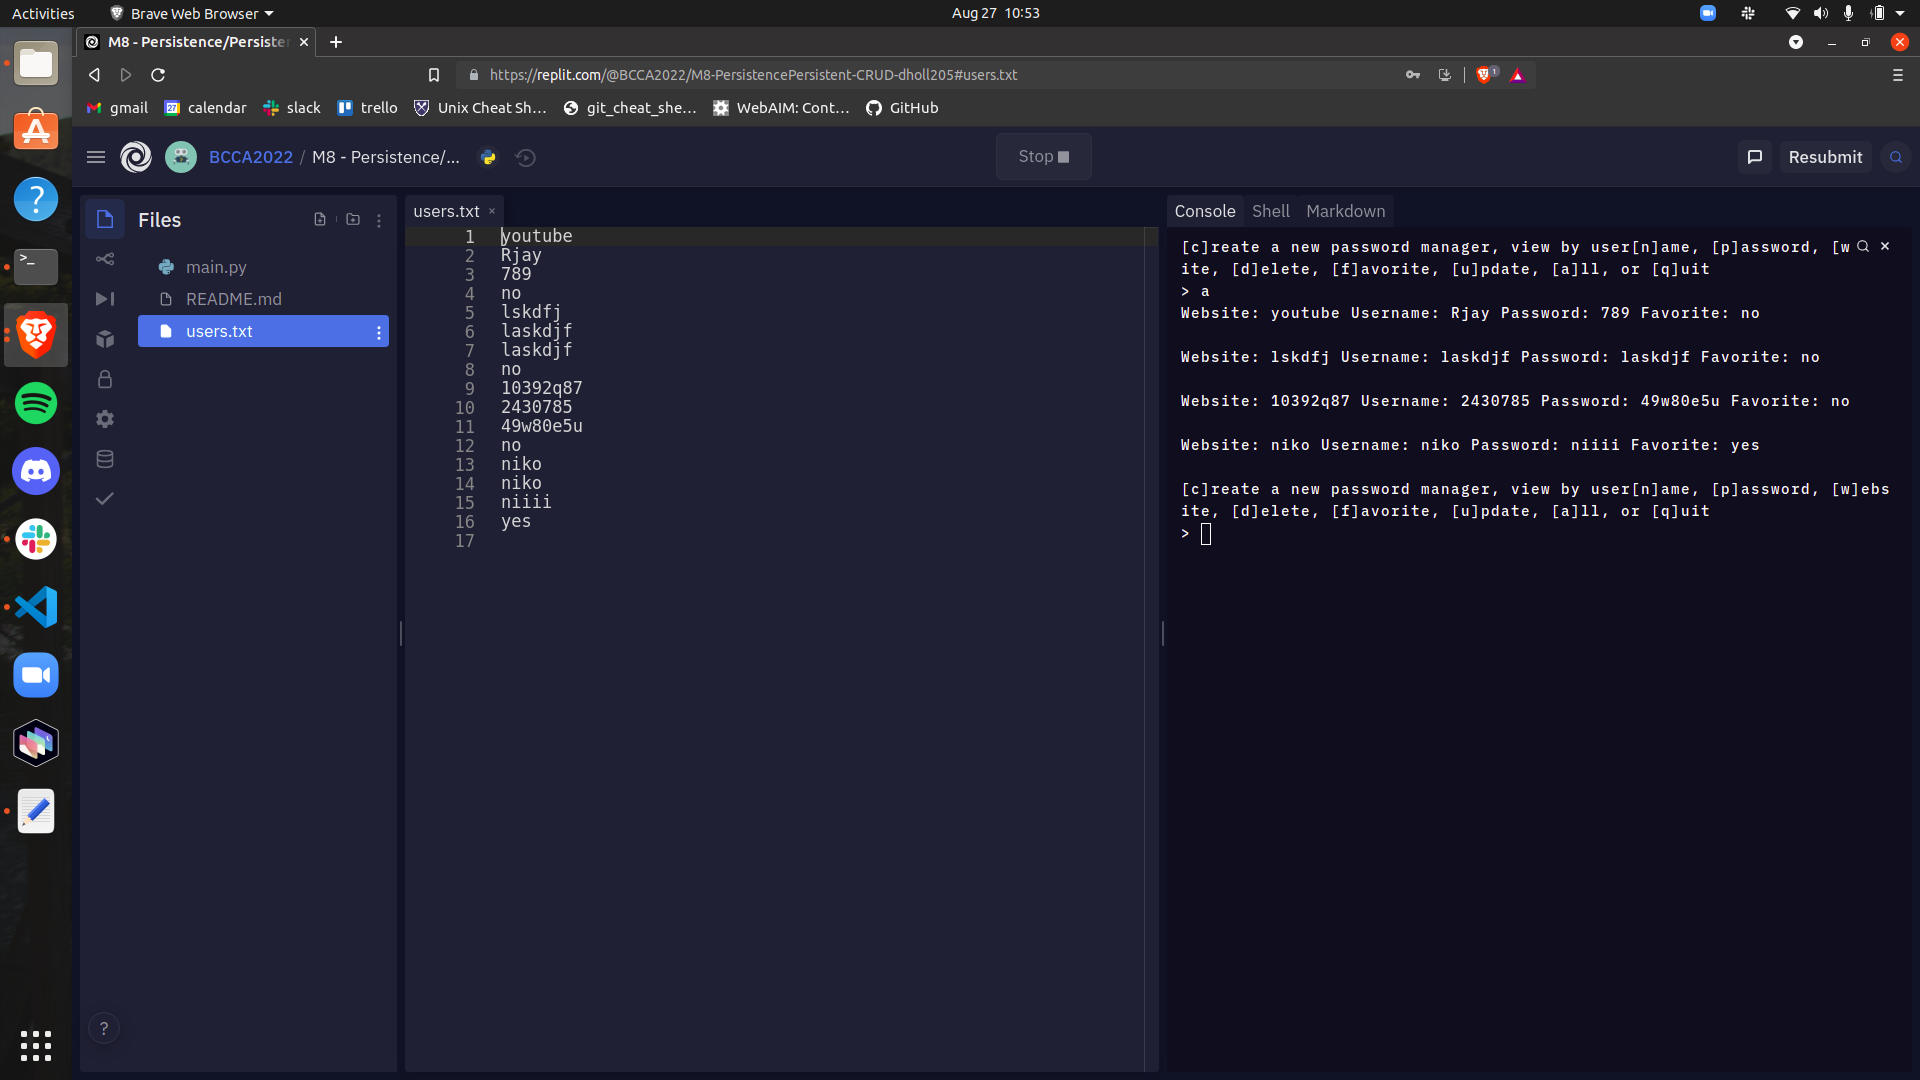 Activities
Brave Web Browser
Aug 27 10:53
M8 - Persistence/Persiste
https://replit.com/@BCCA2022/M8-PersistencePersistent-CRUD-dholl205#users.txt
1
gmail
27
calendar
slack
trello
Unix Cheat Sh...
git_cheat_she...
WebAIM: Cont...
GitHub
BCCA2022 / M8 - Persistence/...
Stop
Resubmit
Files
main.py
README.md
users.txt
?
users.txt ×
1 youtube
2 Rjay
3 789
4 no
5 lskdfj
6 laskdjf
7 laskdjf
8 no
9 10392q87
10 2430785
11 49w80e5u
12 no
13 niko
14 niko
15 niiii
16 yes
17
Console Shell Markdown
[c]reate a new password manager, view by user[n]ame, [p]assword, [w
ite, [d]elete, [f]avorite, [u]pdate, [a]ll, or [q]uit
> a
Website: youtube Username: Rjay Password: 789 Favorite: no
Website: lskdfj Username: laskdjf Password: laskdjf Favorite: no
Website: 10392q87 Username: 2430785 Password: 49w80e5u Favorite: no
Website: niko Username: niko Password: niiii Favorite: yes
[c]reate a new password manager, view by user[n]ame, [p]assword, [w]ebs
ite, [d]elete, [f]avorite, [u]pdate, [a]ll, or [q]uit
>